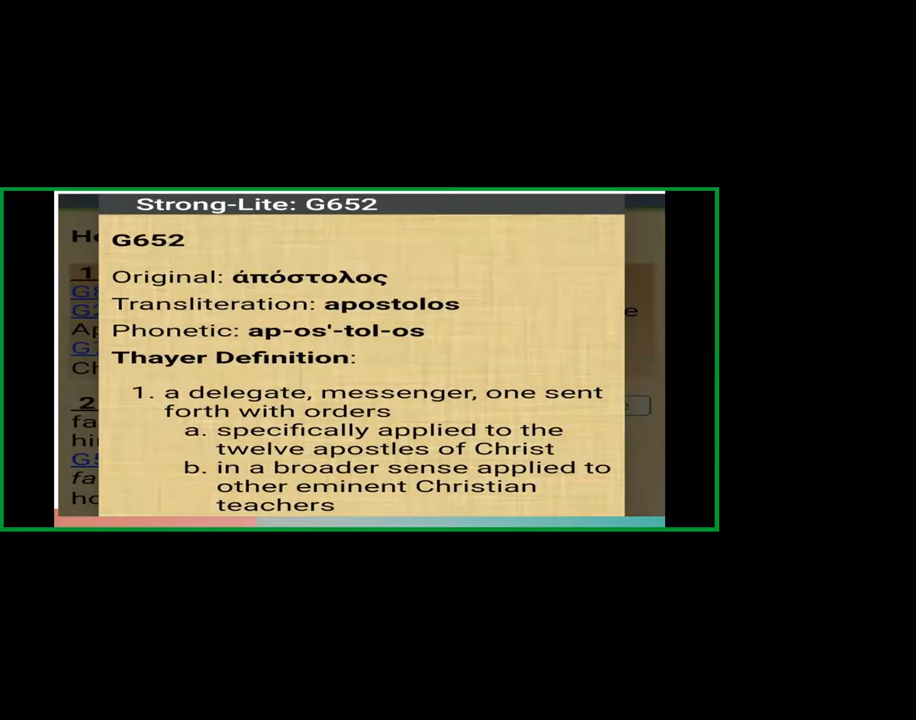 Strong-Lite: G652
G652
Original: ἀπόστολος
Transliteration: apostolos
Phonetic: ap-os'-tol-os
Thayer Definition:
1. a delegate, messenger, one sent
forth with orders
a. specifically applied to the
twelve apostles of Christ
b. in a broader sense applied to
other eminent Christian
teachers